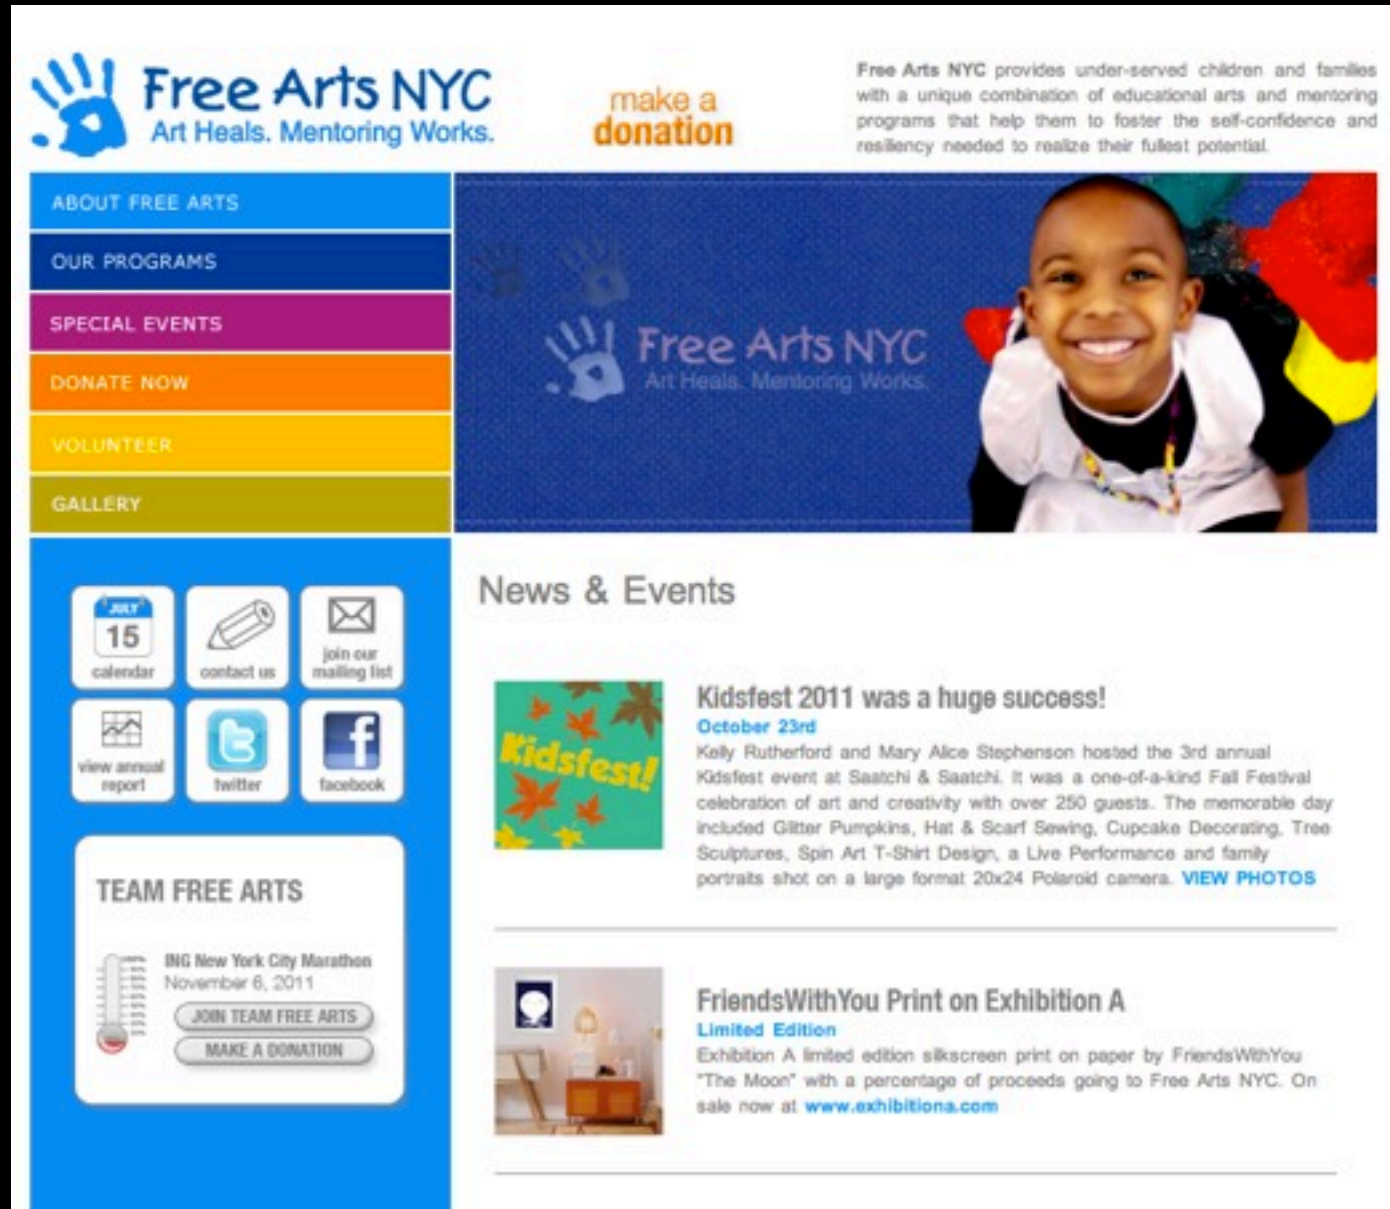 Free Arts NYC
Art Heals. Mentoring Works.
make a
donation
Free Arts NYC provides under-served children and families
with a unique combination of educational arts and mentoring
programs that help them to foster the self-confidence and
resiliency needed to realize their fullest potential.
ABOUT FREE ARTS
OUR PROGRAMS
SPECIAL EVENTS
DONATE NOW
VOLUNTEER
GALLERY
Free Arts NYC
Art Heals. Mentoring Works.
JULY
15
calendar
contact us
join our
mailing list
view annual
report
twitter
facebook
TEAM FREE ARTS
ING New York City Marathon
November 6, 2011
JOIN TEAM FREE ARTS
MAKE A DONATION
News & Events
Kidsfest!
Kidsfest 2011 was a huge success!
October 23rd
Kelly Rutherford and Mary Alice Stephenson hosted the 3rd annual
Kidsfest event at Saatchi & Saatchi. It was a one-of-a-kind Fall Festival
celebration of art and creativity with over 250 guests. The memorable day
included Glitter Pumpkins, Hat & Scarf Sewing, Cupcake Decorating, Tree
Sculptures, Spin Art T-Shirt Design, a Live Performance and family
portraits shot on a large format 20x24 Polaroid camera. VIEW PHOTOS
FriendsWithYou Print on Exhibition A
Limited Edition
Exhibition A limited edition silkscreen print on paper by FriendsWithYou
"The Moon" with a percentage of proceeds going to Free Arts NYC. On
sale now at www.exhibitiona.com